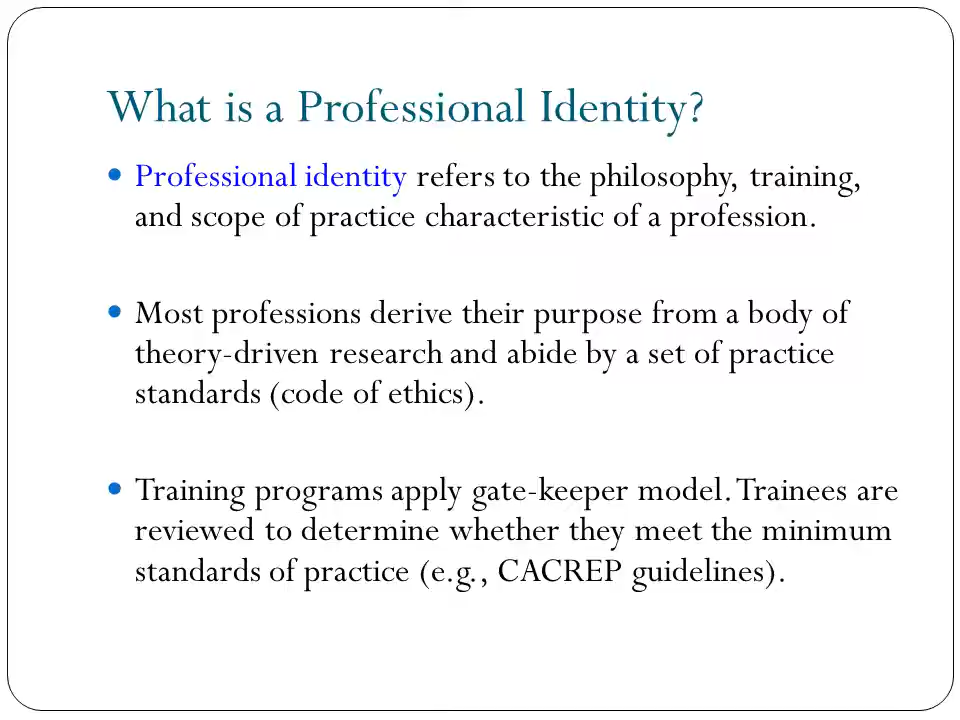 What is a Professional Identity?
• Professional identity refers to the philosophy, training,
and scope of practice characteristic of a profession.
• Most professions derive their purpose from a body of
theory-driven research and abide by a set of practice
standards (code of ethics).
• Training programs apply gate-keeper model. Trainees are
reviewed to determine whether they meet the minimum
standards of practice (e.g., CACREP guidelines).